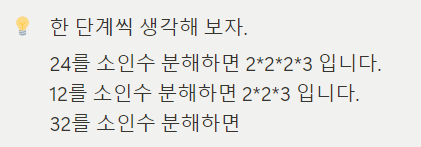 한 단계씩 생각해 보자.
24를 소인수 분해하면 2*2*2*3 입니다.
12를 소인수 분해하면 2*2*3 입니다.
32를 소인수 분해하면